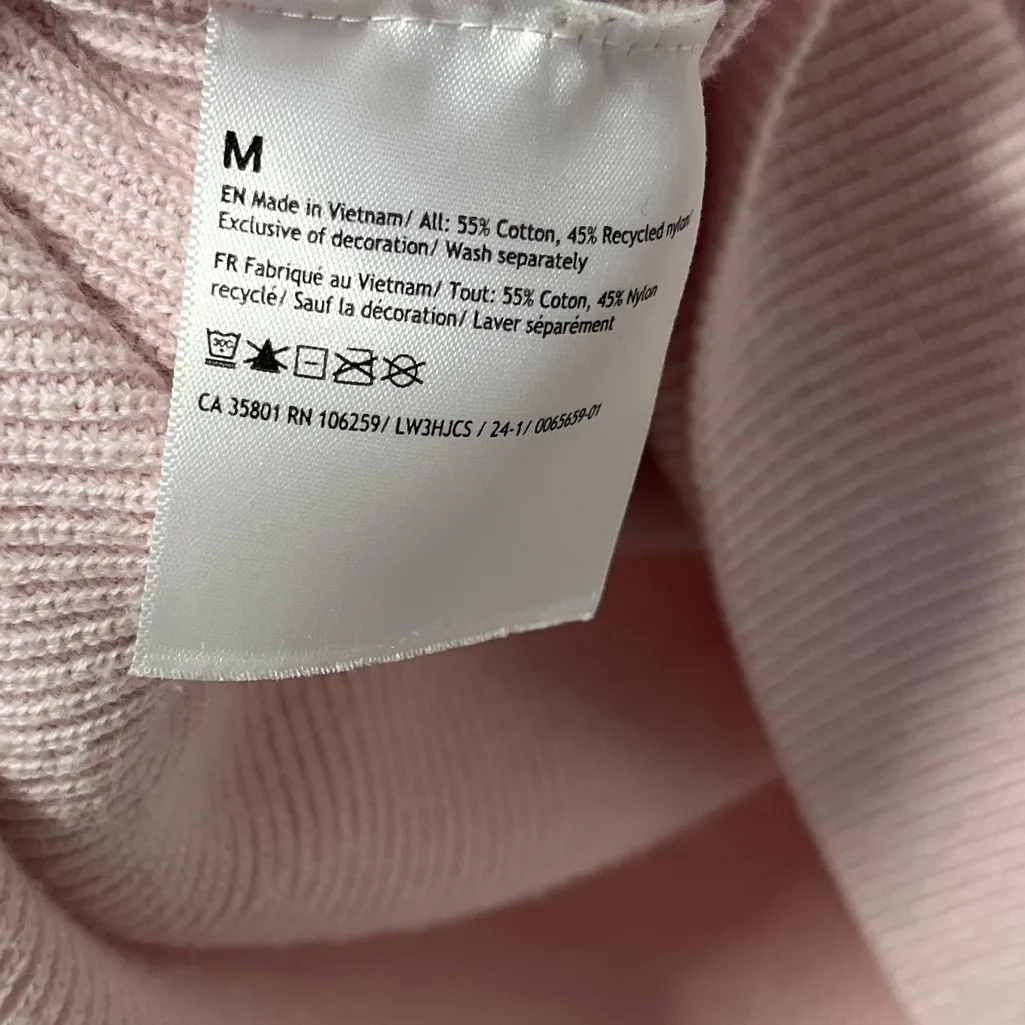 M
EN Made in Vietnam/ All: 55% Cotton, 45% Recycled nylon/
Exclusive of decoration/ Wash separately
FR Fabriqué au Vietnam/ Tout: 55% Coton, 45% Nylon
recyclé/ Sauf la décoration/ Laver séparément
30C
CA 35801 RN 106259/ LW3HJCS / 24-1/ 0065659-01